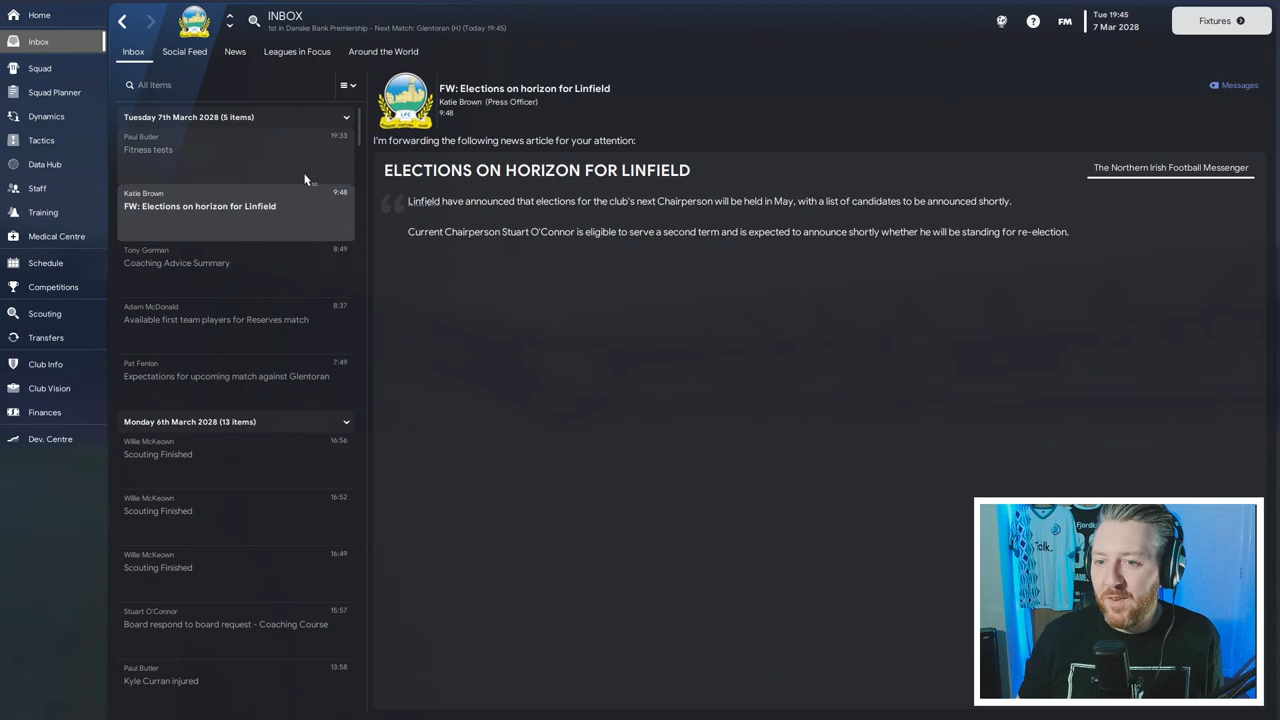 Home
Inbox
Squad
Squad Planner
Dynamics
Tactics
Data Hub
Staff
Training
Medical Centre
Schedule
Competitions
Scouting
Transfers
Club Info
Club Vision
Finances
Dev. Centre
INBOX
1st in Danske Bank Premiership - Next Match: Glentoran (H) (Today 19:45)
FM
Tue 19:45
7 Mar 2028
Fixtures
Inbox
Social Feed
News
Leagues in Focus
Around the World
All Items
Tuesday 7th March 2028 (5 items)
Paul Butler 19:33
Fitness tests
Katie Brown 9:48
FW: Elections on horizon for Linfield
Tony Gorman 8:49
Coaching Advice Summary
Adam McDonald 8:37
Available first team players for Reserves match
Pat Fenlon 7:49
Expectations for upcoming match against Glentoran
Monday 6th March 2028 (13 items)
Willie McKeown 16:56
Scouting Finished
Willie McKeown 16:52
Scouting Finished
Willie McKeown 16:49
Scouting Finished
Stuart O'Connor 15:57
Board respond to board request - Coaching Course
Paul Butler 13:58
Kyle Curran injured
FW: Elections on horizon for Linfield
Katie Brown (Press Officer)
9:48
Messages
I'm forwarding the following news article for your attention:
ELECTIONS ON HORIZON FOR LINFIELD
The Northern Irish Football Messenger
Linfield have announced that elections for the club's next Chairperson will be held in May, with a list of candidates to be announced shortly.
Current Chairperson Stuart O'Connor is eligible to serve a second term and is expected to announce shortly whether he will be standing for re-election.
Talk.
Fjordk